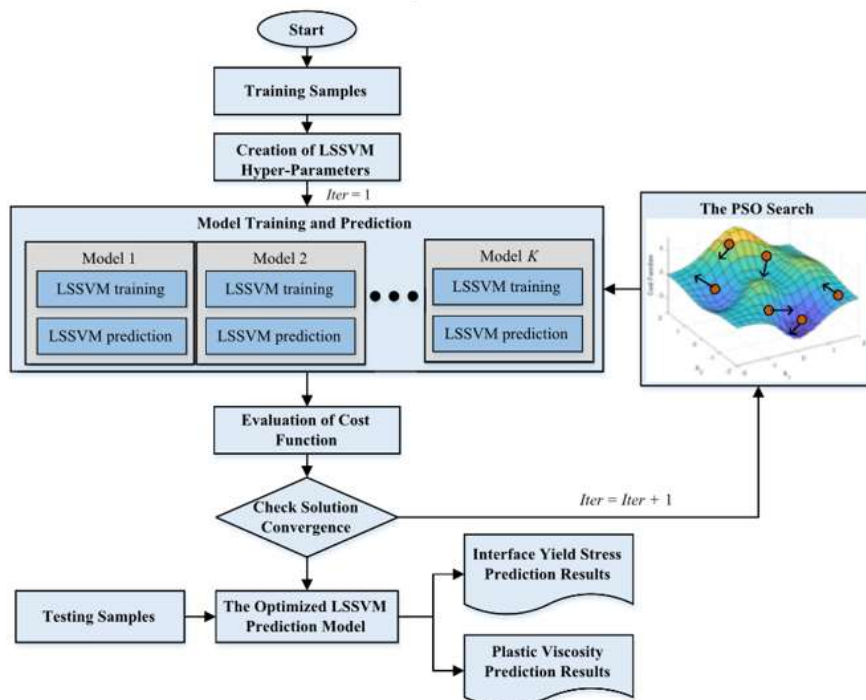 Start
Training Samples
Creation of LSSVM
Hyper-Parameters
Iter = 1
Model Training and Prediction
Model 1
LSSVM training
LSSVM prediction
Model 2
LSSVM training
LSSVM prediction
Model K
LSSVM training
LSSVM prediction
The PSO Search
Cost Function
Evaluation of Cost
Function
Check Solution
Convergence
Iter = Iter + 1
Testing Samples
The Optimized LSSVM
Prediction Model
Interface Yield Stress
Prediction Results
Plastic Viscosity
Prediction Results